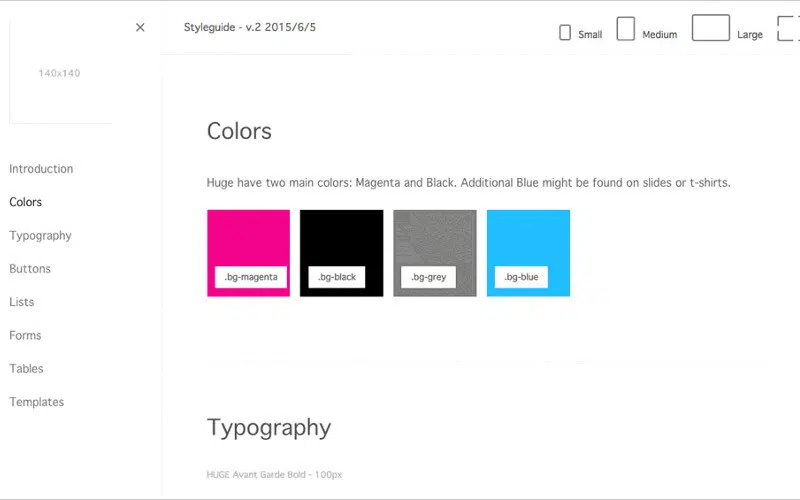 140x140
Introduction
Colors
Typography
Buttons
Lists
Forms
Tables
Templates
Styleguide - v.2 2015/6/5
Small
Medium
Large
Colors
Huge have two main colors: Magenta and Black. Additional Blue might be found on slides or t-shirts.
.bg-magenta
.bg-black
.bg-grey
.bg-blue
Typography
HUGE Avant Garde Bold - 100px